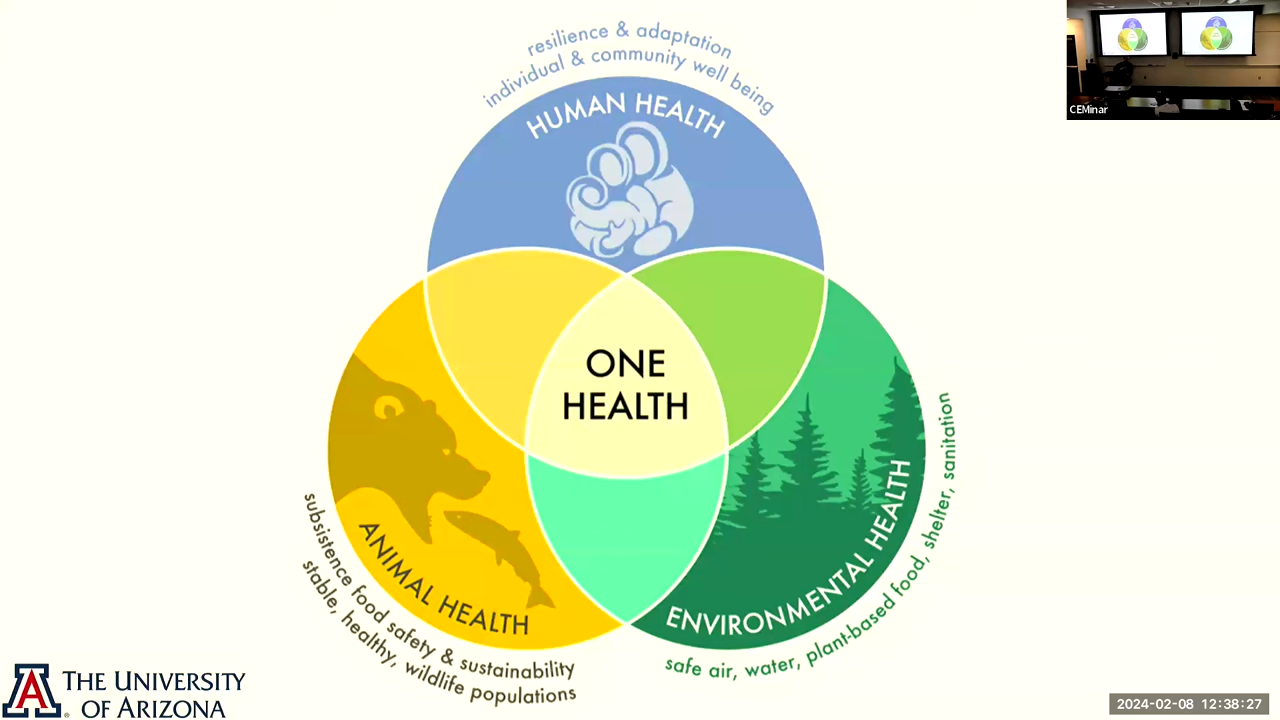 resilience & adaptation
individual & community well being
HUMAN HEALTH
CEMinar
ONE
HEALTH
ANIMAL HEALTH
subsistence food safety & sustainability
stable, healthy, wildlife populations
ENVIRONMENTAL HEALTH
safe air, water, plant-based food, shelter, sanitation
A
THE UNIVERSITY
OF ARIZONA
2024-02-08 12:38:27